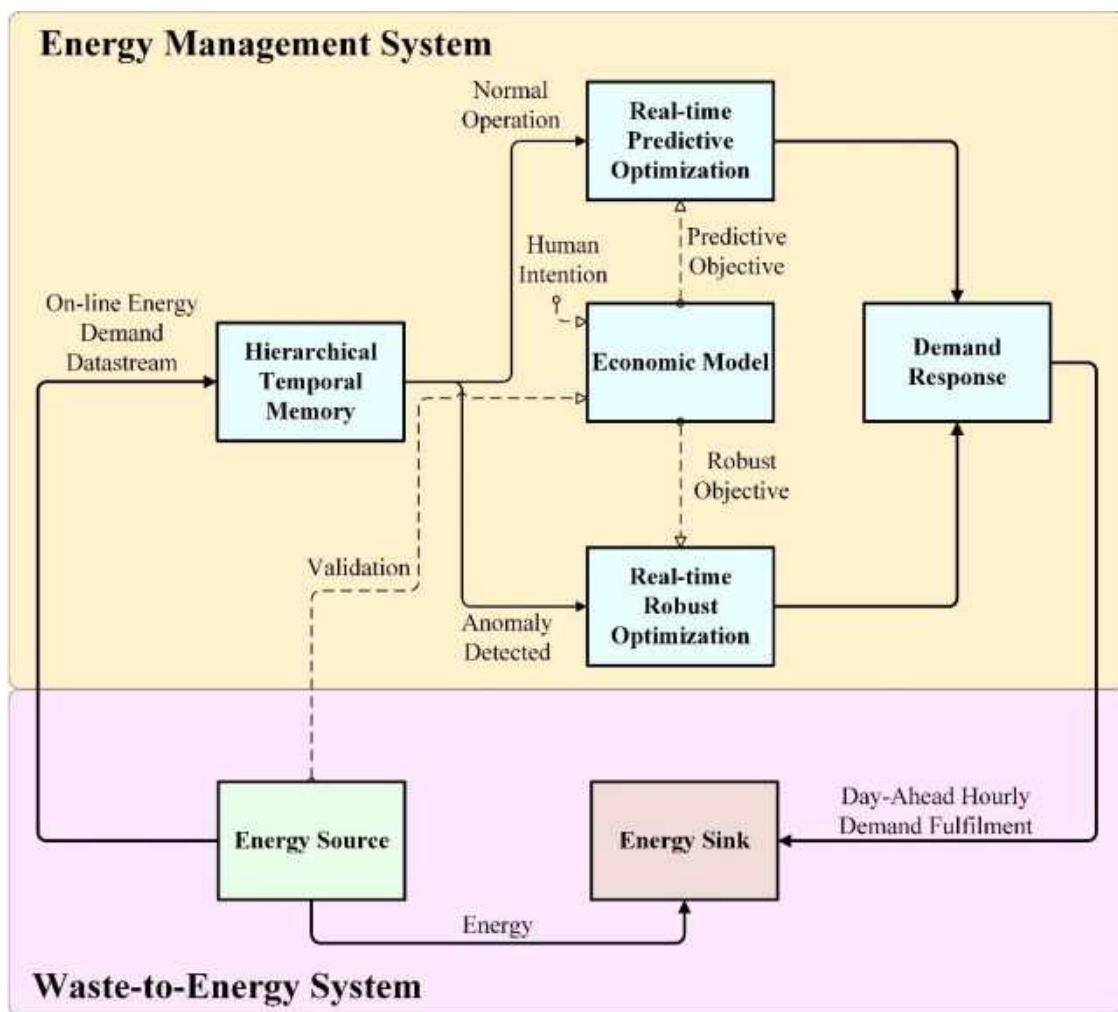 Energy Management System
Normal
Operation
Real-time
Predictive
Optimization
Human
Intention
Predictive
Objective
On-line Energy
Demand
Datastream
Hierarchical
Temporal
Memory
Economic Model
Demand
Response
Robust
Objective
Validation
Anomaly
Detected
Real-time
Robust
Optimization
Energy Source
Energy Sink
Day-Ahead Hourly
Demand Fulfilment
Energy
Waste-to-Energy System